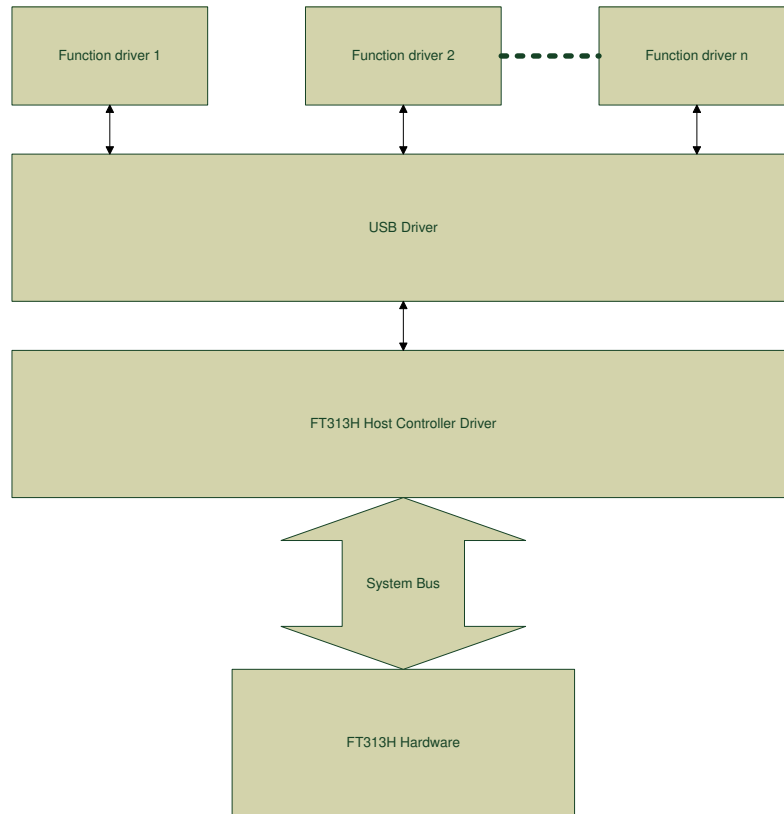 Function driver 1
Function driver 2
Function driver n
USB Driver
FT313H Host Controller Driver
System Bus
FT313H Hardware